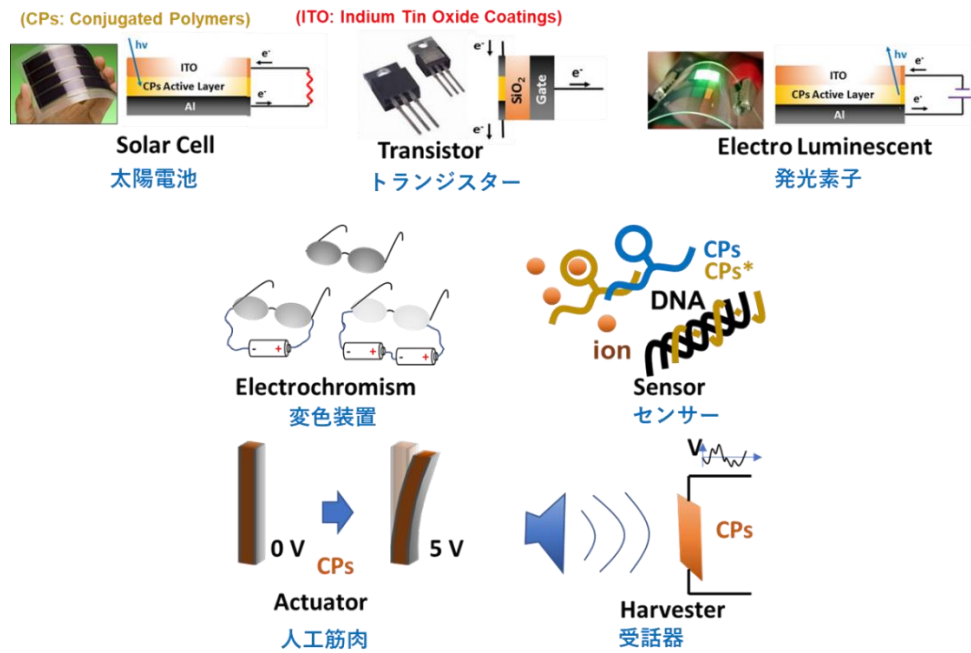 (CPs: Conjugated Polymers)
(ITO: Indium Tin Oxide Coatings)
hν
ITO
CPs Active Layer
Al
e⁻
e⁻
Solar Cell
太陽電池
e⁻
SiO₂
Gate
e⁻
e⁻
Transistor
トランジスター
hν
ITO
CPs Active Layer
Al
e⁻
e⁻
Electro Luminescent
発光素子
- +
- + - +
Electrochromism
変色装置
CPs
CPs*
DNA
ion
Sensor
センサー
0 V
CPs
5 V
Actuator
人工筋肉
V
CPs
Harvester
受話器